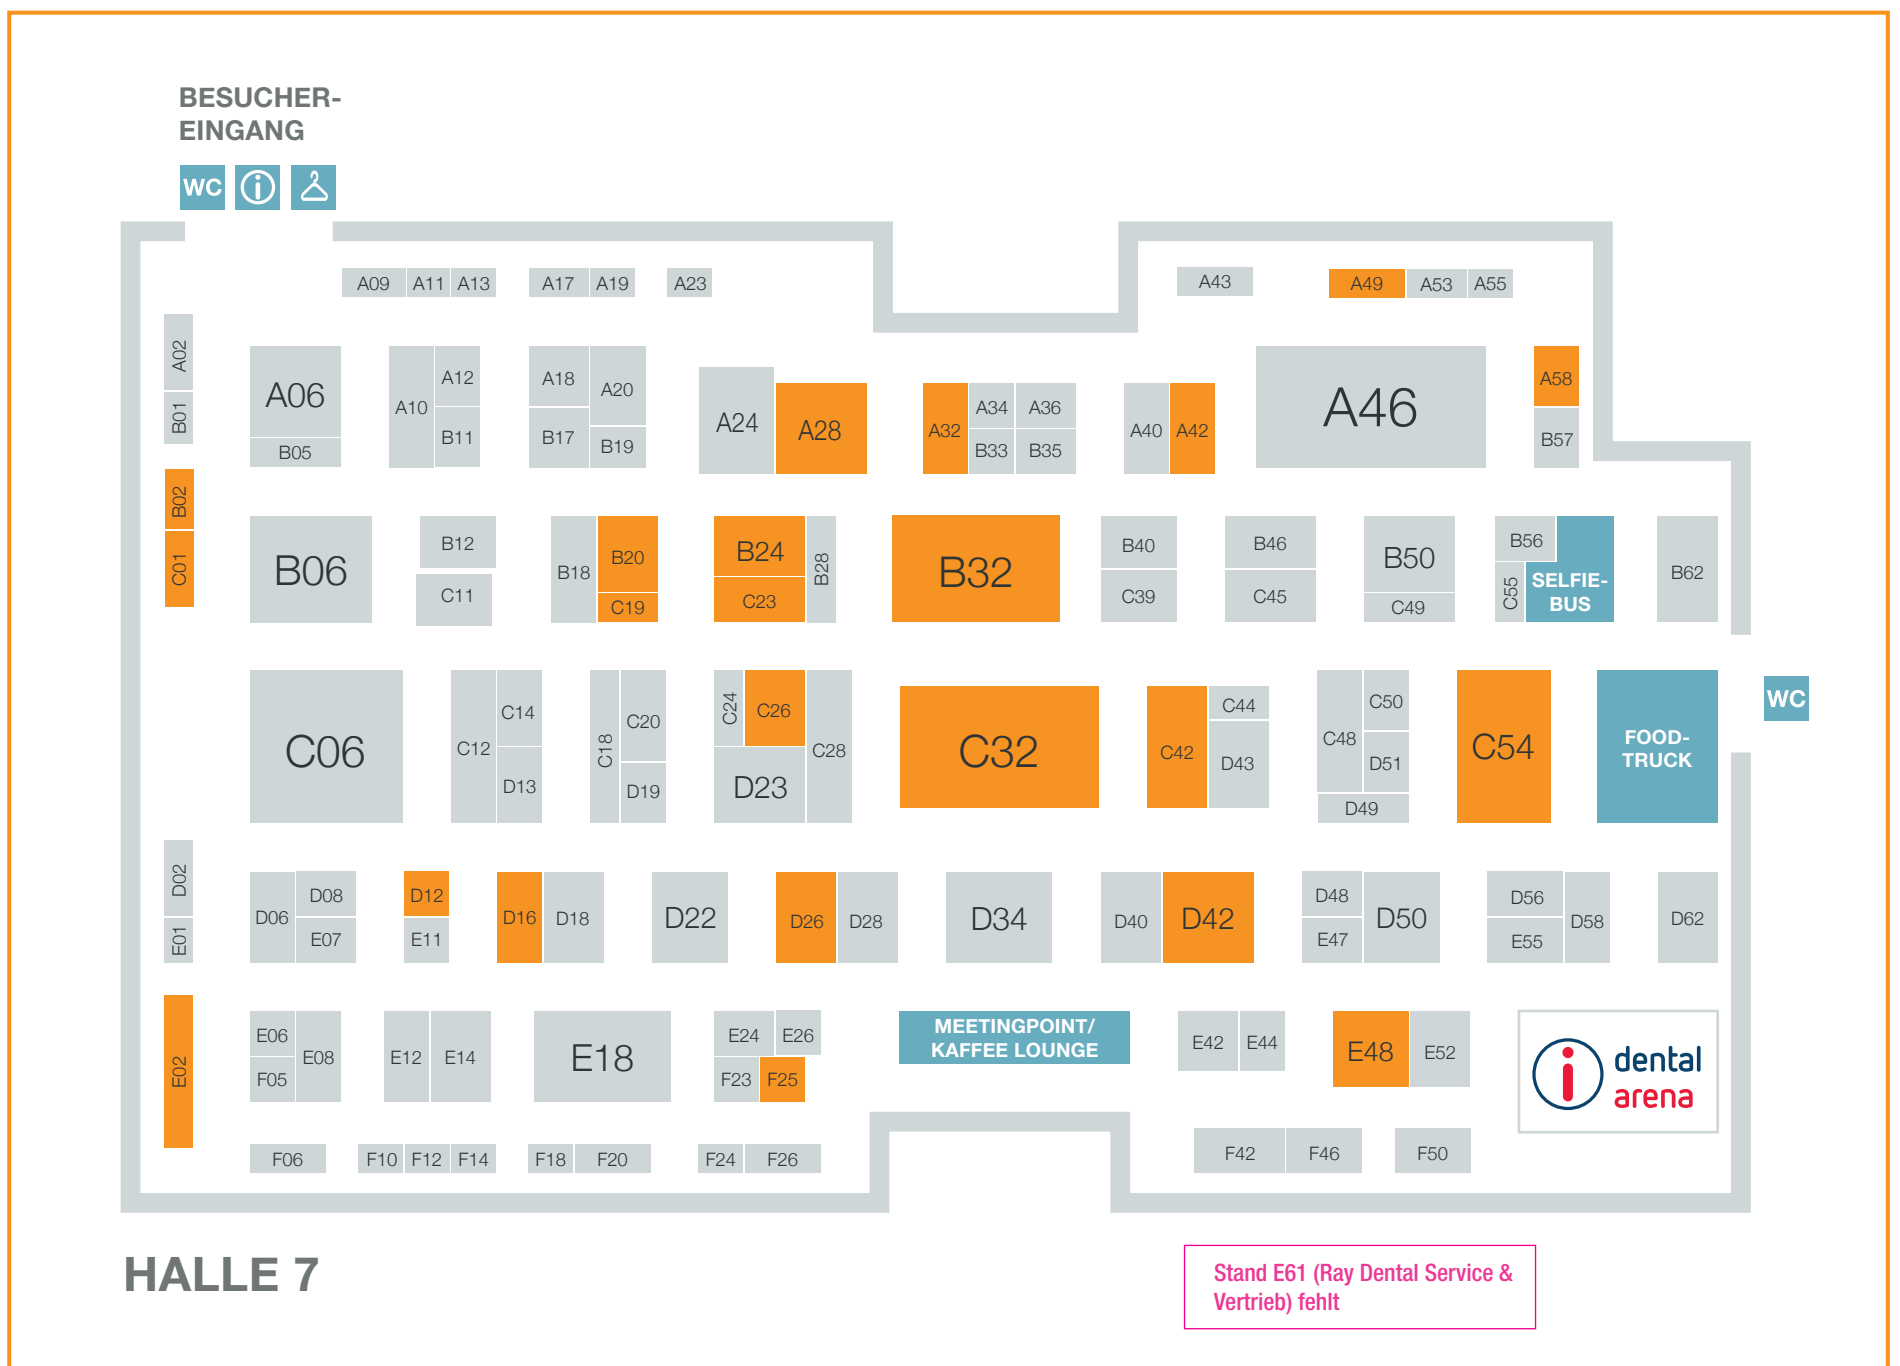 BESUCHER-
EINGANG
WC
A09 A11 A13 A17 A19 A23 A43 A49 A53 A55
A02
B01
A06
B05
A10
A12
B11
A18
B17
A20
B19
A24
A28
A32
A34
A36
B33
B35
A40
A42
A46
A58
B57
B02
C01
B06
B12
C11
B18
B20
C19
B24
C23
B28
B32
B40
C39
B46
C45
B50
C49
B56
C55
SELFIE-
BUS
B62
C06
C12
C14
D13
C18
C20
D19
C24
C26
D23
C28
C32
C42
C44
D43
C48
C50
D51
D49
C54
FOOD-
TRUCK
WC
D02
E01
D06
D08
E07
D12
E11
D16
D18
D22
D26
D28
D34
D40
D42
D48
E47
D50
D56
E55
D58
D62
E02
E06
F05
E08
E12
E14
E18
E24
E26
F23
F25
MEETINGPOINT/
KAFFEE LOUNGE
E42
E44
E48
E52
i dental
arena
F06 F10 F12 F14 F18 F20 F24 F26 F42 F46 F50
HALLE 7
Stand E61 (Ray Dental Service &
Vertrieb) fehlt